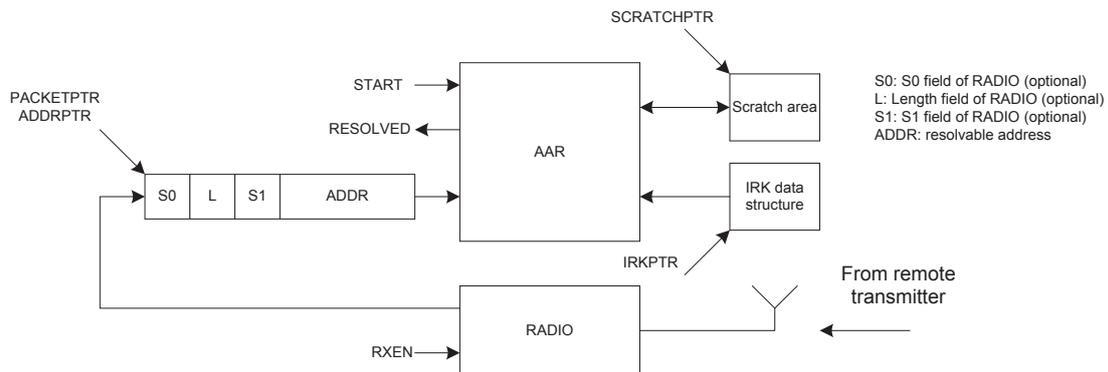 SCRATCHPTR
START
PACKETPTR
ADDRPTR
RESOLVED
AAR
Scratch area
S0: S0 field of RADIO (optional)
L: Length field of RADIO (optional)
S1: S1 field of RADIO (optional)
ADDR: resolvable address
S0
L
S1
ADDR
IRK data
structure
IRKPTR
From remote
transmitter
RADIO
RXEN